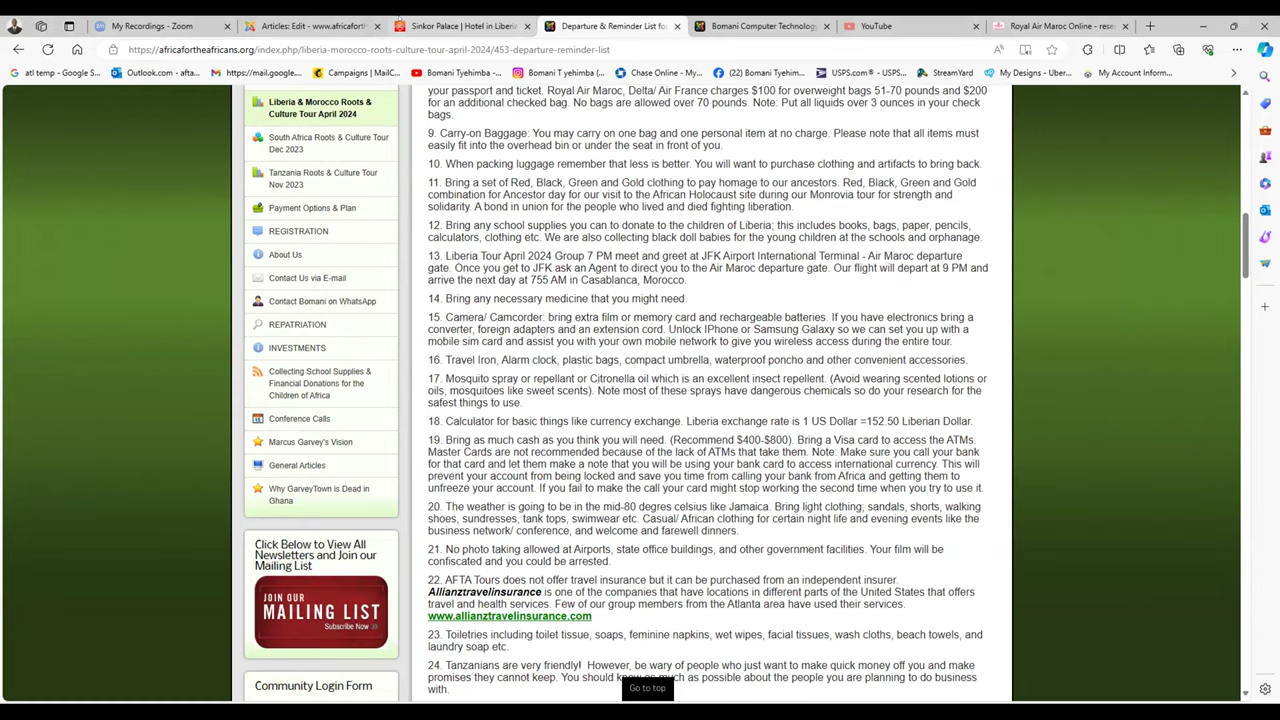 My Recordings - Zoom
Articles: Edit - www.africaforth
Sinkor Palace | Hotel in Liberia
Departure & Reminder List fo
Bomani Computer Technology
YouTube
Royal Air Maroc Online - rese
https://africafortheafricans.org/index.php/liberia-morocco-roots-culture-tour-april-2024/453-departure-reminder-list
atl temp - Google S...
Outlook.com - afta...
https://mail.google...
Campaigns | MailC...
Bomani Tyehimba -...
Bomani T yehimba (...
Chase Online - My...
(22) Bomani Tyehim...
USPS.com® - USPS...
StreamYard
My Designs - Uber...
My Account Inform...
Liberia & Morocco Roots &
Culture Tour April 2024
South Africa Roots & Culture Tour
Dec 2023
Tanzania Roots & Culture Tour
Nov 2023
Payment Options & Plan
REGISTRATION
About Us
Contact Us via E-mail
Contact Bomani on WhatsApp
REPATRIATION
INVESTMENTS
Collecting School Supplies &
Financial Donations for the
Children of Africa
Conference Calls
Marcus Garvey's Vision
General Articles
Why GarveyTown is Dead in
Ghana
Click Below to View All
Newsletters and Join our
Mailing List
JOIN OUR
MAILING LIST
Subscribe Now
Community Login Form
your passport and ticket. Royal Air Maroc, Delta/ Air France charges $100 for overweight bags 51-70 pounds and $200
for an additional checked bag. No bags are allowed over 70 pounds. Note: Put all liquids over 3 ounces in your check
bags.
9. Carry-on Baggage: You may carry on one bag and one personal item at no charge. Please note that all items must
easily fit into the overhead bin or under the seat in front of you.
10. When packing luggage remember that less is better. You will want to purchase clothing and artifacts to bring back.
11. Bring a set of Red, Black, Green and Gold clothing to pay homage to our ancestors. Red, Black, Green and Gold
combination for Ancestor day for our visit to the African Holocaust site during our Monrovia tour for strength and
solidarity. A bond in union for the people who lived and died fighting liberation.
12. Bring any school supplies you can to donate to the children of Liberia; this includes books, bags, paper, pencils,
calculators, clothing etc. We are also collecting black doll babies for the young children at the schools and orphanage.
13. Liberia Tour April 2024 Group 7 PM meet and greet at JFK Airport International Terminal - Air Maroc departure
gate. Once you get to JFK ask an Agent to direct you to the Air Maroc departure gate. Our flight will depart at 9 PM and
arrive the next day at 755 AM in Casablanca, Morocco.
14. Bring any necessary medicine that you might need.
15. Camera/ Camcorder: bring extra film or memory card and rechargeable batteries. If you have electronics bring a
converter, foreign adapters and an extension cord. Unlock IPhone or Samsung Galaxy so we can set you up with a
mobile sim card and assist you with your own mobile network to give you wireless access during the entire tour.
16. Travel Iron, Alarm clock, plastic bags, compact umbrella, waterproof poncho and other convenient accessories.
17. Mosquito spray or repellant or Citronella oil which is an excellent insect repellent. (Avoid wearing scented lotions or
oils, mosquitoes like sweet scents). Note most of these sprays have dangerous chemicals so do your research for the
safest things to use.
18. Calculator for basic things like currency exchange. Liberia exchange rate is 1 US Dollar =152.50 Liberian Dollar.
19. Bring as much cash as you think you will need. (Recommend $400-$800). Bring a Visa card to access the ATMs.
Master Cards are not recommended because of the lack of ATMs that take them. Note: Make sure you call your bank
for that card and let them make a note that you will be using your bank card to access international currency. This will
prevent your account from being locked and save you time from calling your bank from Africa and getting them to
unfreeze your account. If you fail to make the call your card might stop working the second time when you try to use it.
20. The weather is going to be in the mid-80 degres celsius like Jamaica. Bring light clothing; sandals, shorts, walking
shoes, sundresses, tank tops, swimwear etc. Casual/ African clothing for certain night life and evening events like the
business network/ conference, and welcome and farewell dinners.
21. No photo taking allowed at Airports, state office buildings, and other government facilities. Your film will be
confiscated and you could be arrested.
22. AFTA Tours does not offer travel insurance but it can be purchased from an independent insurer.
Allianztravelinsurance is one of the companies that have locations in different parts of the United States that offers
travel and health services. Few of our group members from the Atlanta area have used their services.
www.allianztravelinsurance.com
23. Toiletries including toilet tissue, soaps, feminine napkins, wet wipes, facial tissues, wash cloths, beach towels, and
laundry soap etc.
24. Tanzanians are very friendly! However, be wary of people who just want to make quick money off you and make
promises they cannot keep. You should know as much as possible about the people you are planning to do business
with.
Go to top